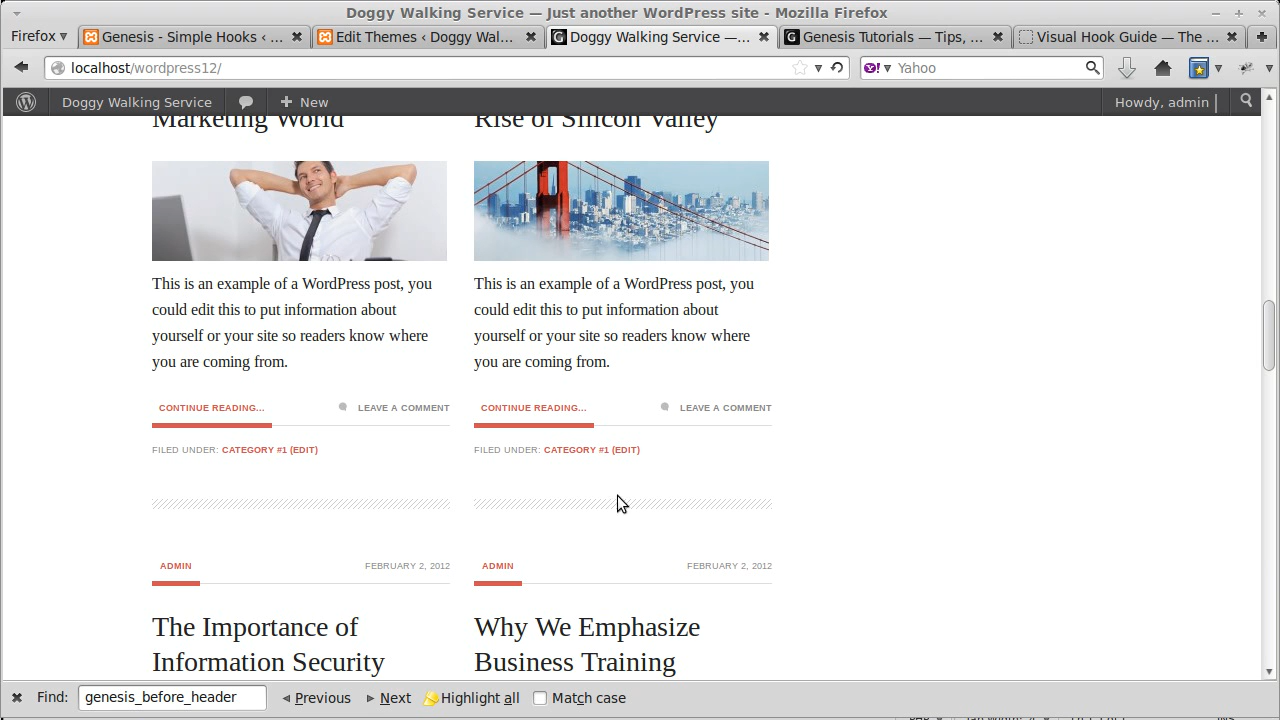 Doggy Walking Service — Just another WordPress site - Mozilla Firefox
Firefox
Genesis - Simple Hooks ‹ ...
Edit Themes ‹ Doggy Wal...
Doggy Walking Service —...
Genesis Tutorials — Tips, ...
Visual Hook Guide — The ...
localhost/wordpress12/
Yahoo
Doggy Walking Service
New
Howdy, admin
Marketing World
Rise of Silicon Valley
This is an example of a WordPress post, you
could edit this to put information about
yourself or your site so readers know where
you are coming from.
This is an example of a WordPress post, you
could edit this to put information about
yourself or your site so readers know where
you are coming from.
CONTINUE READING...
LEAVE A COMMENT
CONTINUE READING...
LEAVE A COMMENT
FILED UNDER: CATEGORY #1 (EDIT)
FILED UNDER: CATEGORY #1 (EDIT)
ADMIN
FEBRUARY 2, 2012
ADMIN
FEBRUARY 2, 2012
The Importance of
Information Security
Why We Emphasize
Business Training
Find: genesis_before_header
Previous
Next
Highlight all
Match case